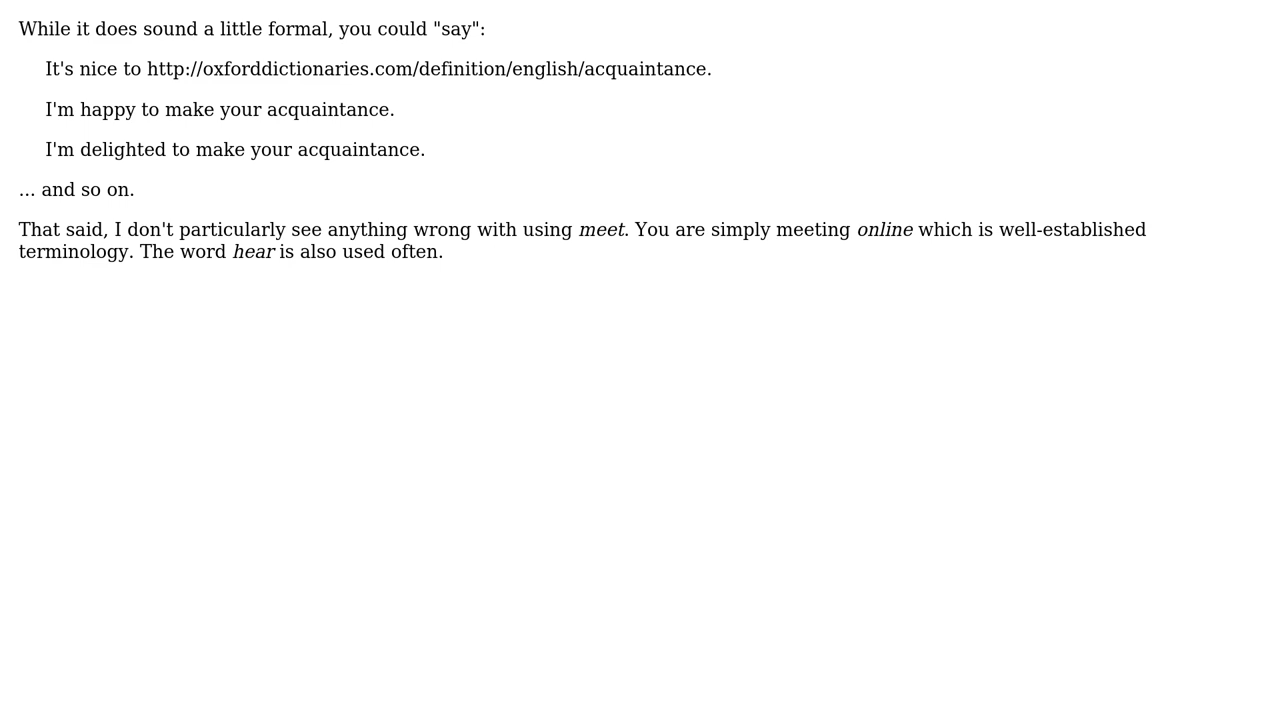 While it does sound a little formal, you could "say":
It's nice to http://oxforddictionaries.com/definition/english/acquaintance.
I'm happy to make your acquaintance.
I'm delighted to make your acquaintance.
... and so on.
That said, I don't particularly see anything wrong with using meet. You are simply meeting online which is well-established
terminology. The word hear is also used often.